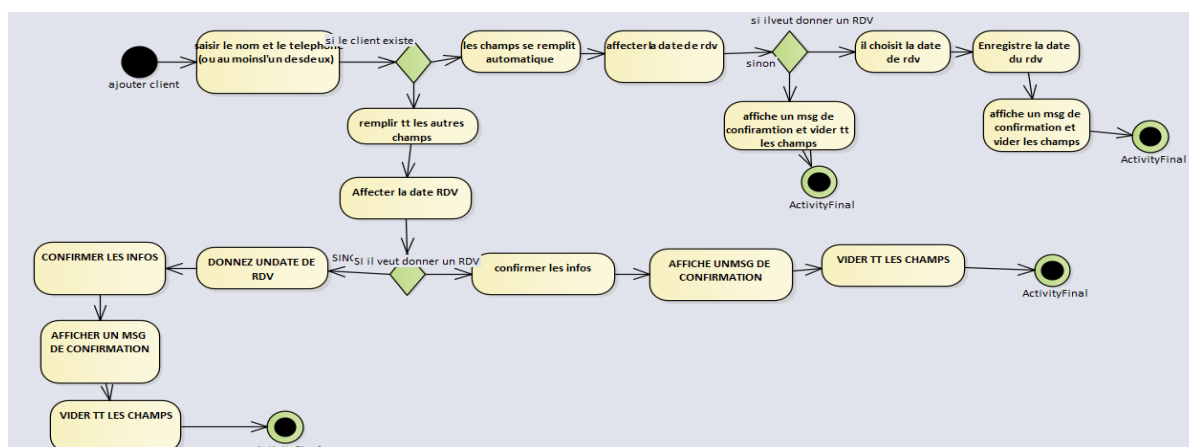 si ilveut donner un RDV
saisir le nom et le telephone
(ou au moinsl'un desdeux)
si le client existe
les champs se remplit
automatique
affecter la date de rdv
il choisit la date
de rdv
Enregistre la date
du rdv
sinon
ajouter client
remplir tt les autres
champs
affiche un msg de
confiramtion et vider tt
les champs
affiche un msg de
confirmation et
vider les champs
ActivityFinal
Affecter la date RDV
ActivityFinal
CONFIRMER LES INFOS
DONNEZ UNDATE DE
RDV
SI il veut donner un RDV
confirmer les infos
AFFICHE UNMSG DE
CONFIRMATION
VIDER TT LES CHAMPS
ActivityFinal
AFFICHER UN MSG
DE CONFIRMATION
VIDER TT LES CHAMPS